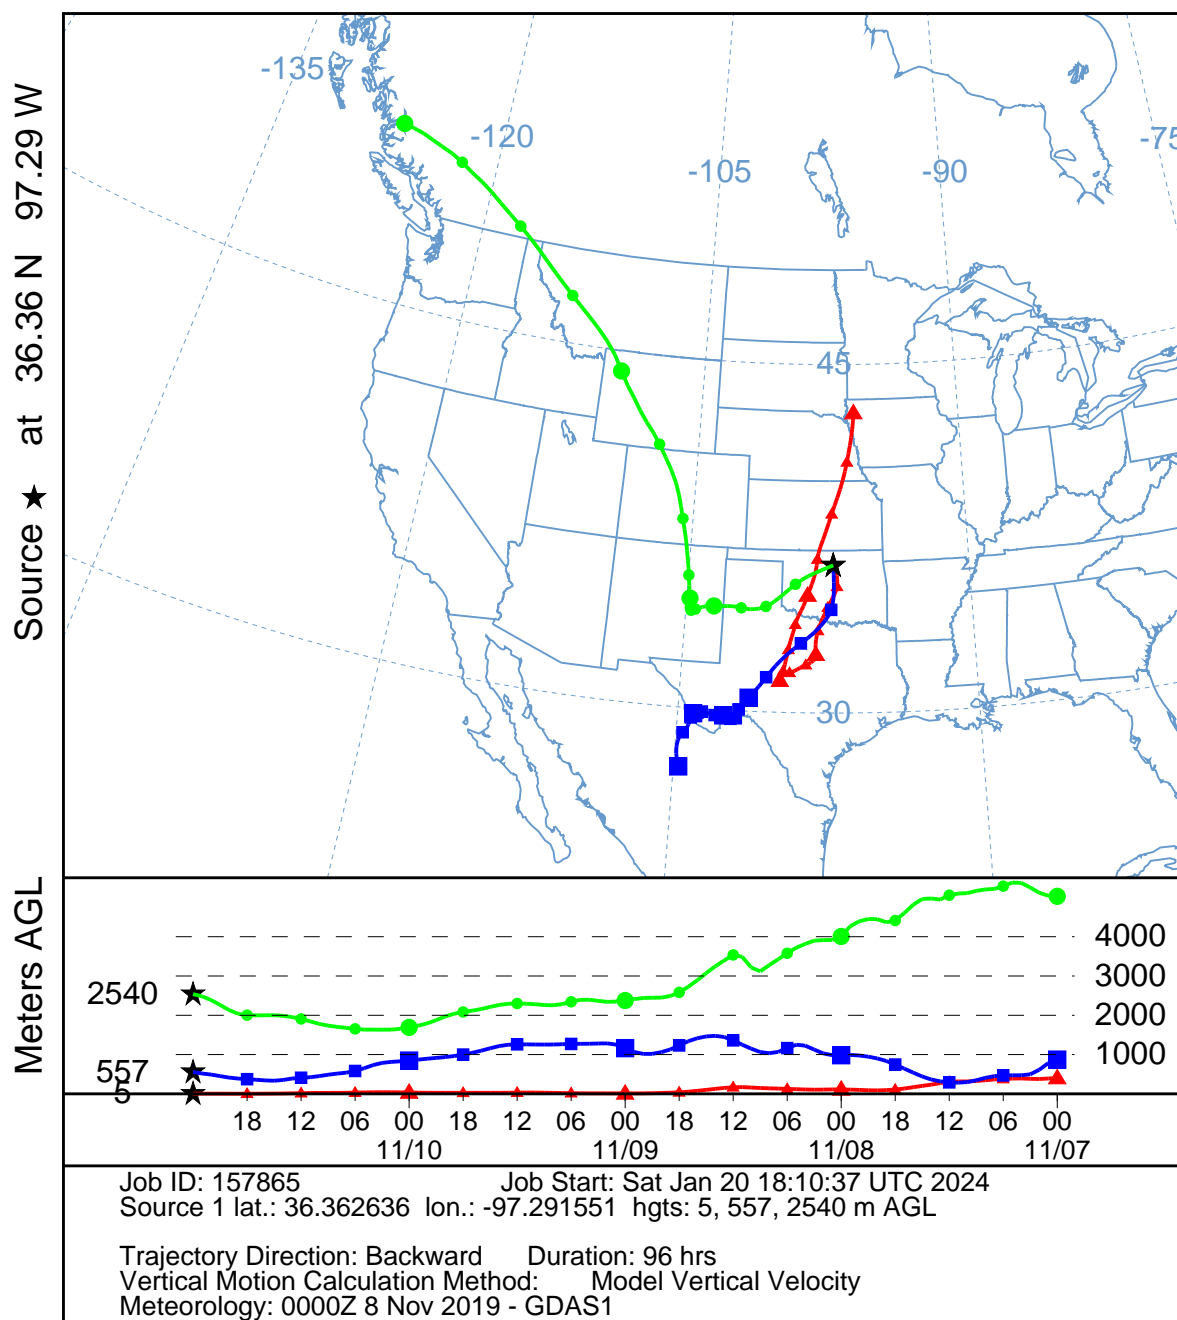 Source ★ at 36.36 N 97.29 W
-135
-120
-105
-90
-75
45
30
Meters AGL
2540
557
5
4000
3000
2000
1000
18 12 06 00 18 12 06 00 18 12 06 00 18 12 06 00
11/10 11/09 11/08 11/07
Job ID: 157865 Job Start: Sat Jan 20 18:10:37 UTC 2024
Source 1 lat.: 36.362636 lon.: -97.291551 hgts: 5, 557, 2540 m AGL
Trajectory Direction: Backward Duration: 96 hrs
Vertical Motion Calculation Method: Model Vertical Velocity
Meteorology: 0000Z 8 Nov 2019 - GDAS1